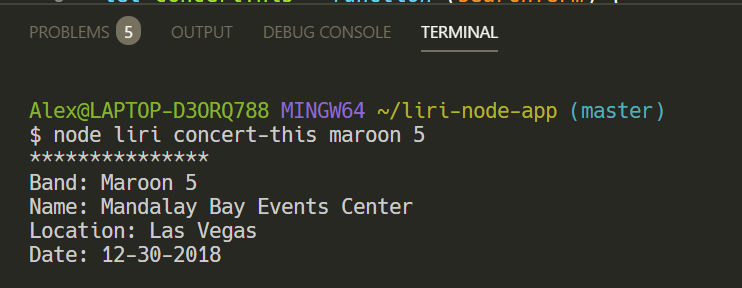 PROBLEMS 5 OUTPUT DEBUG CONSOLE TERMINAL
Alex@LAPTOP-D3ORQ788 MINGW64 ~/liri-node-app (master)
$ node liri concert-this maroon 5
***************
Band: Maroon 5
Name: Mandalay Bay Events Center
Location: Las Vegas
Date: 12-30-2018